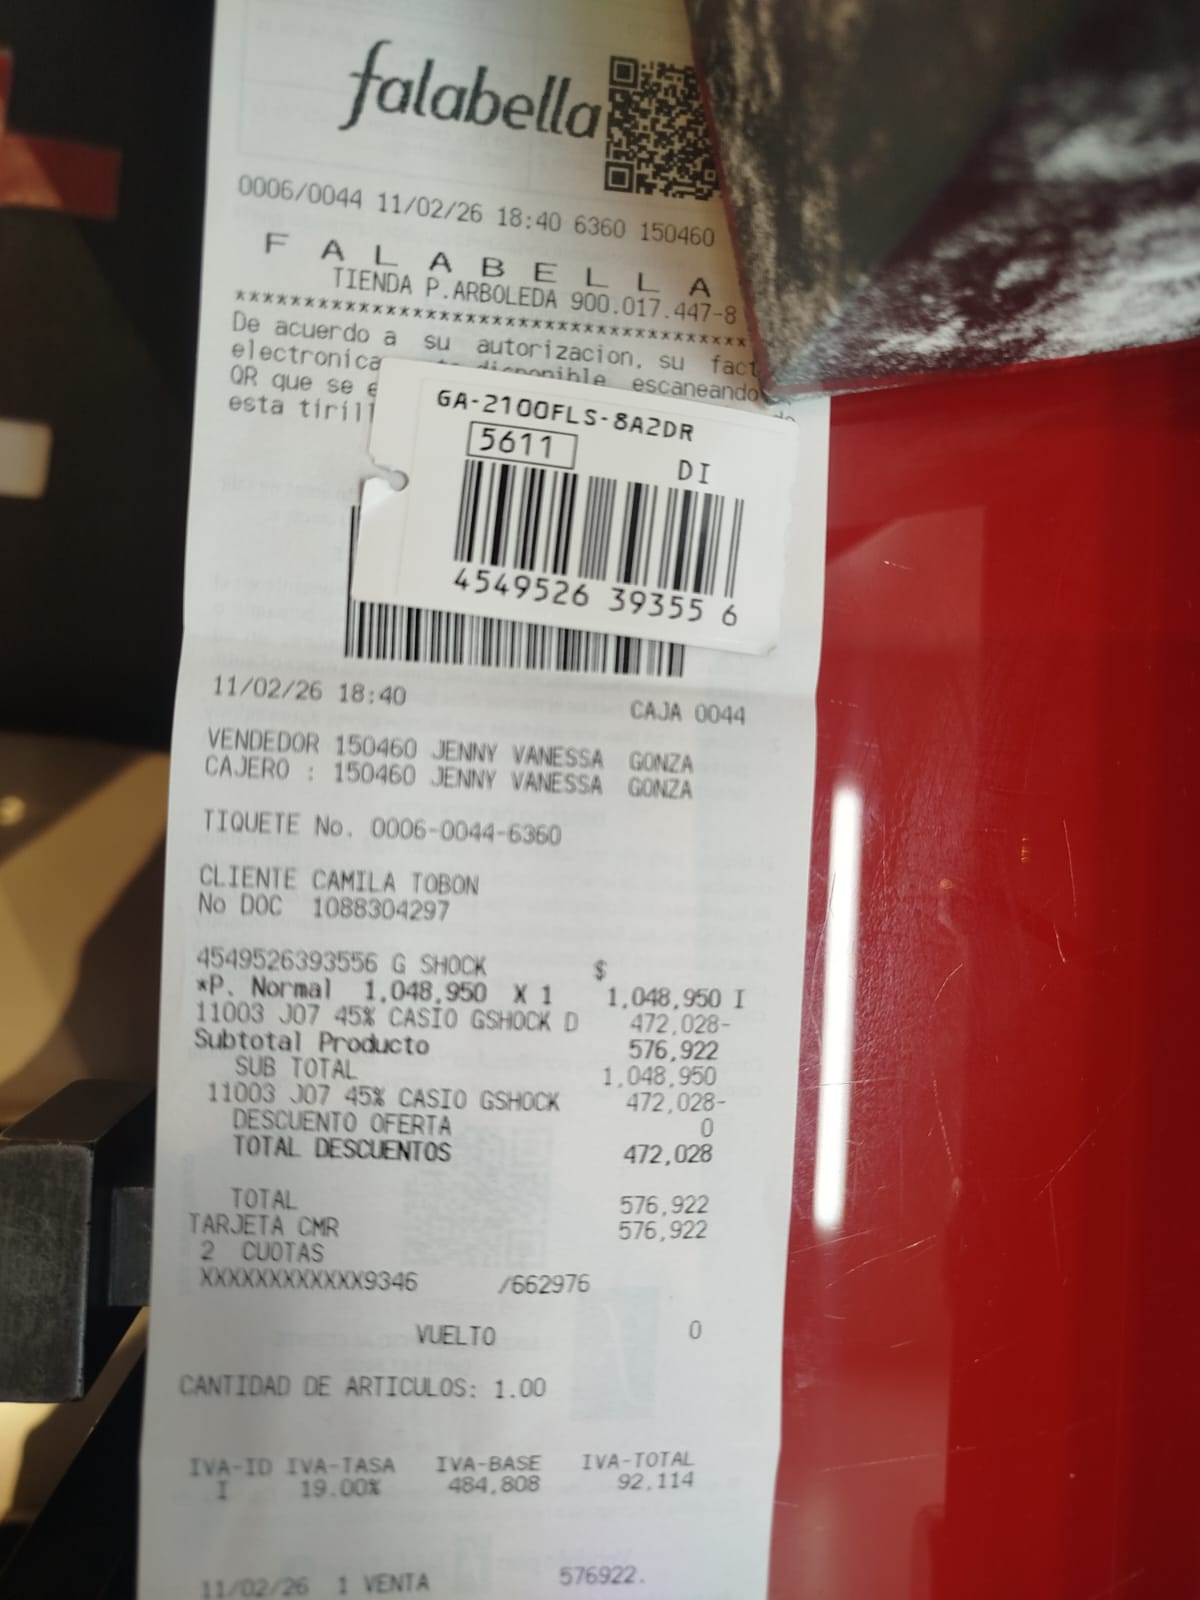 falabella
0006/0044 11/02/26 18:40 6360 150460
F A L A B E L L A
TIENDA P.ARBOLEDA 900.017.447-8
****************************************
De acuerdo a su autorizacion, su fact
electronica disponible escaneando
QR que se
esta tiril
GA-2100FLS-8A2DR
5611
DI
4549526 39355 6
11/02/26 18:40 CAJA 0044
VENDEDOR 150460 JENNY VANESSA GONZA
CAJERO : 150460 JENNY VANESSA GONZA
TIQUETE No. 0006-0044-6360
CLIENTE CAMILA TOBON
No DOC 1088304297
4549526393556 G SHOCK $
*P. Normal 1,048,950 X 1 1,048,950 I
11003 J07 45% CASIO GSHOCK D 472,028-
Subtotal Producto 576,922
SUB TOTAL 1,048,950
11003 J07 45% CASIO GSHOCK 472,028-
DESCUENTO OFERTA 0
TOTAL DESCUENTOS 472,028
TOTAL 576,922
TARJETA CMR 576,922
2 CUOTAS
XXXXXXXXXXXX9346 /662976
VUELTO 0
CANTIDAD DE ARTICULOS: 1.00
IVA-ID IVA-TASA IVA-BASE IVA-TOTAL
I 19.00% 484,808 92,114
11/02/26 1 VENTA 576922.